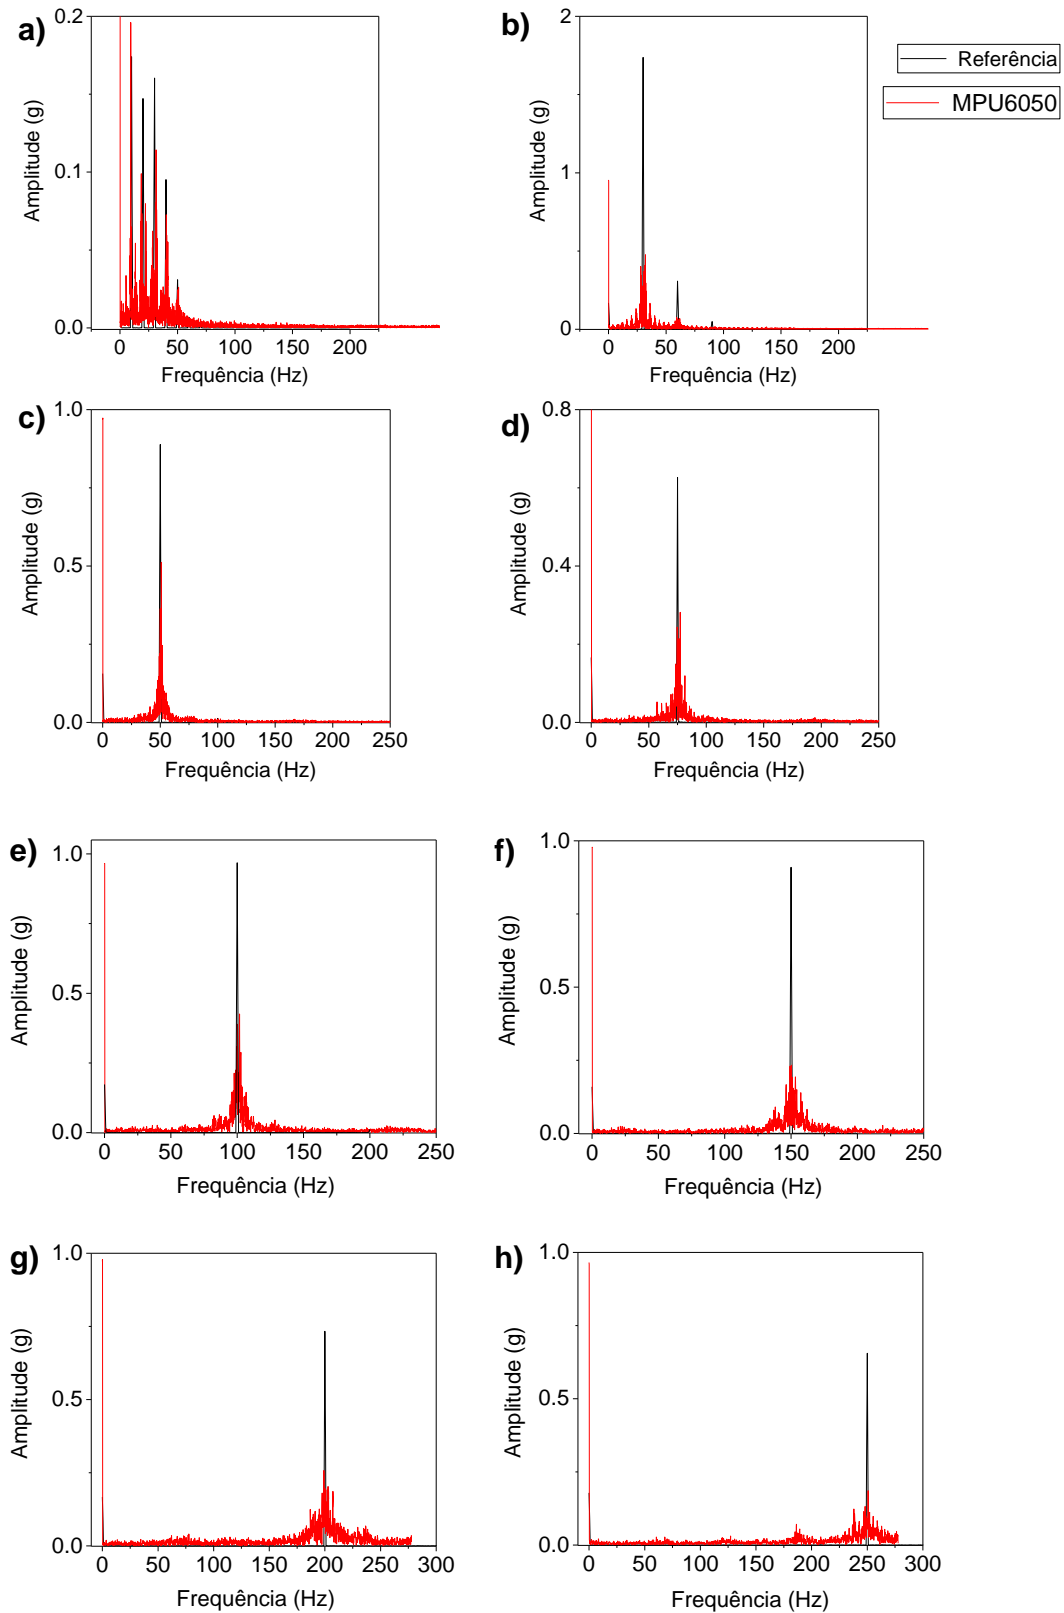 a)
0.2
0.1
0.0
Amplitude (g)
0 50 100 150 200
Frequência (Hz)
b)
2
1
0
Amplitude (g)
0 50 100 150 200
Frequência (Hz)
Referência
MPU6050
c)
1.0
0.5
0.0
Amplitude (g)
0 50 100 150 200 250
Frequência (Hz)
d)
0.8
0.4
0.0
Amplitude (g)
0 50 100 150 200 250
Frequência (Hz)
e)
1.0
0.5
0.0
Amplitude (g)
0 50 100 150 200 250
Frequência (Hz)
f)
1.0
0.5
0.0
Amplitude (g)
0 50 100 150 200 250
Frequência (Hz)
g)
1.0
0.5
0.0
Amplitude (g)
0 50 100 150 200 250 300
Frequência (Hz)
h)
1.0
0.5
0.0
Amplitude (g)
0 50 100 150 200 250 300
Frequência (Hz)